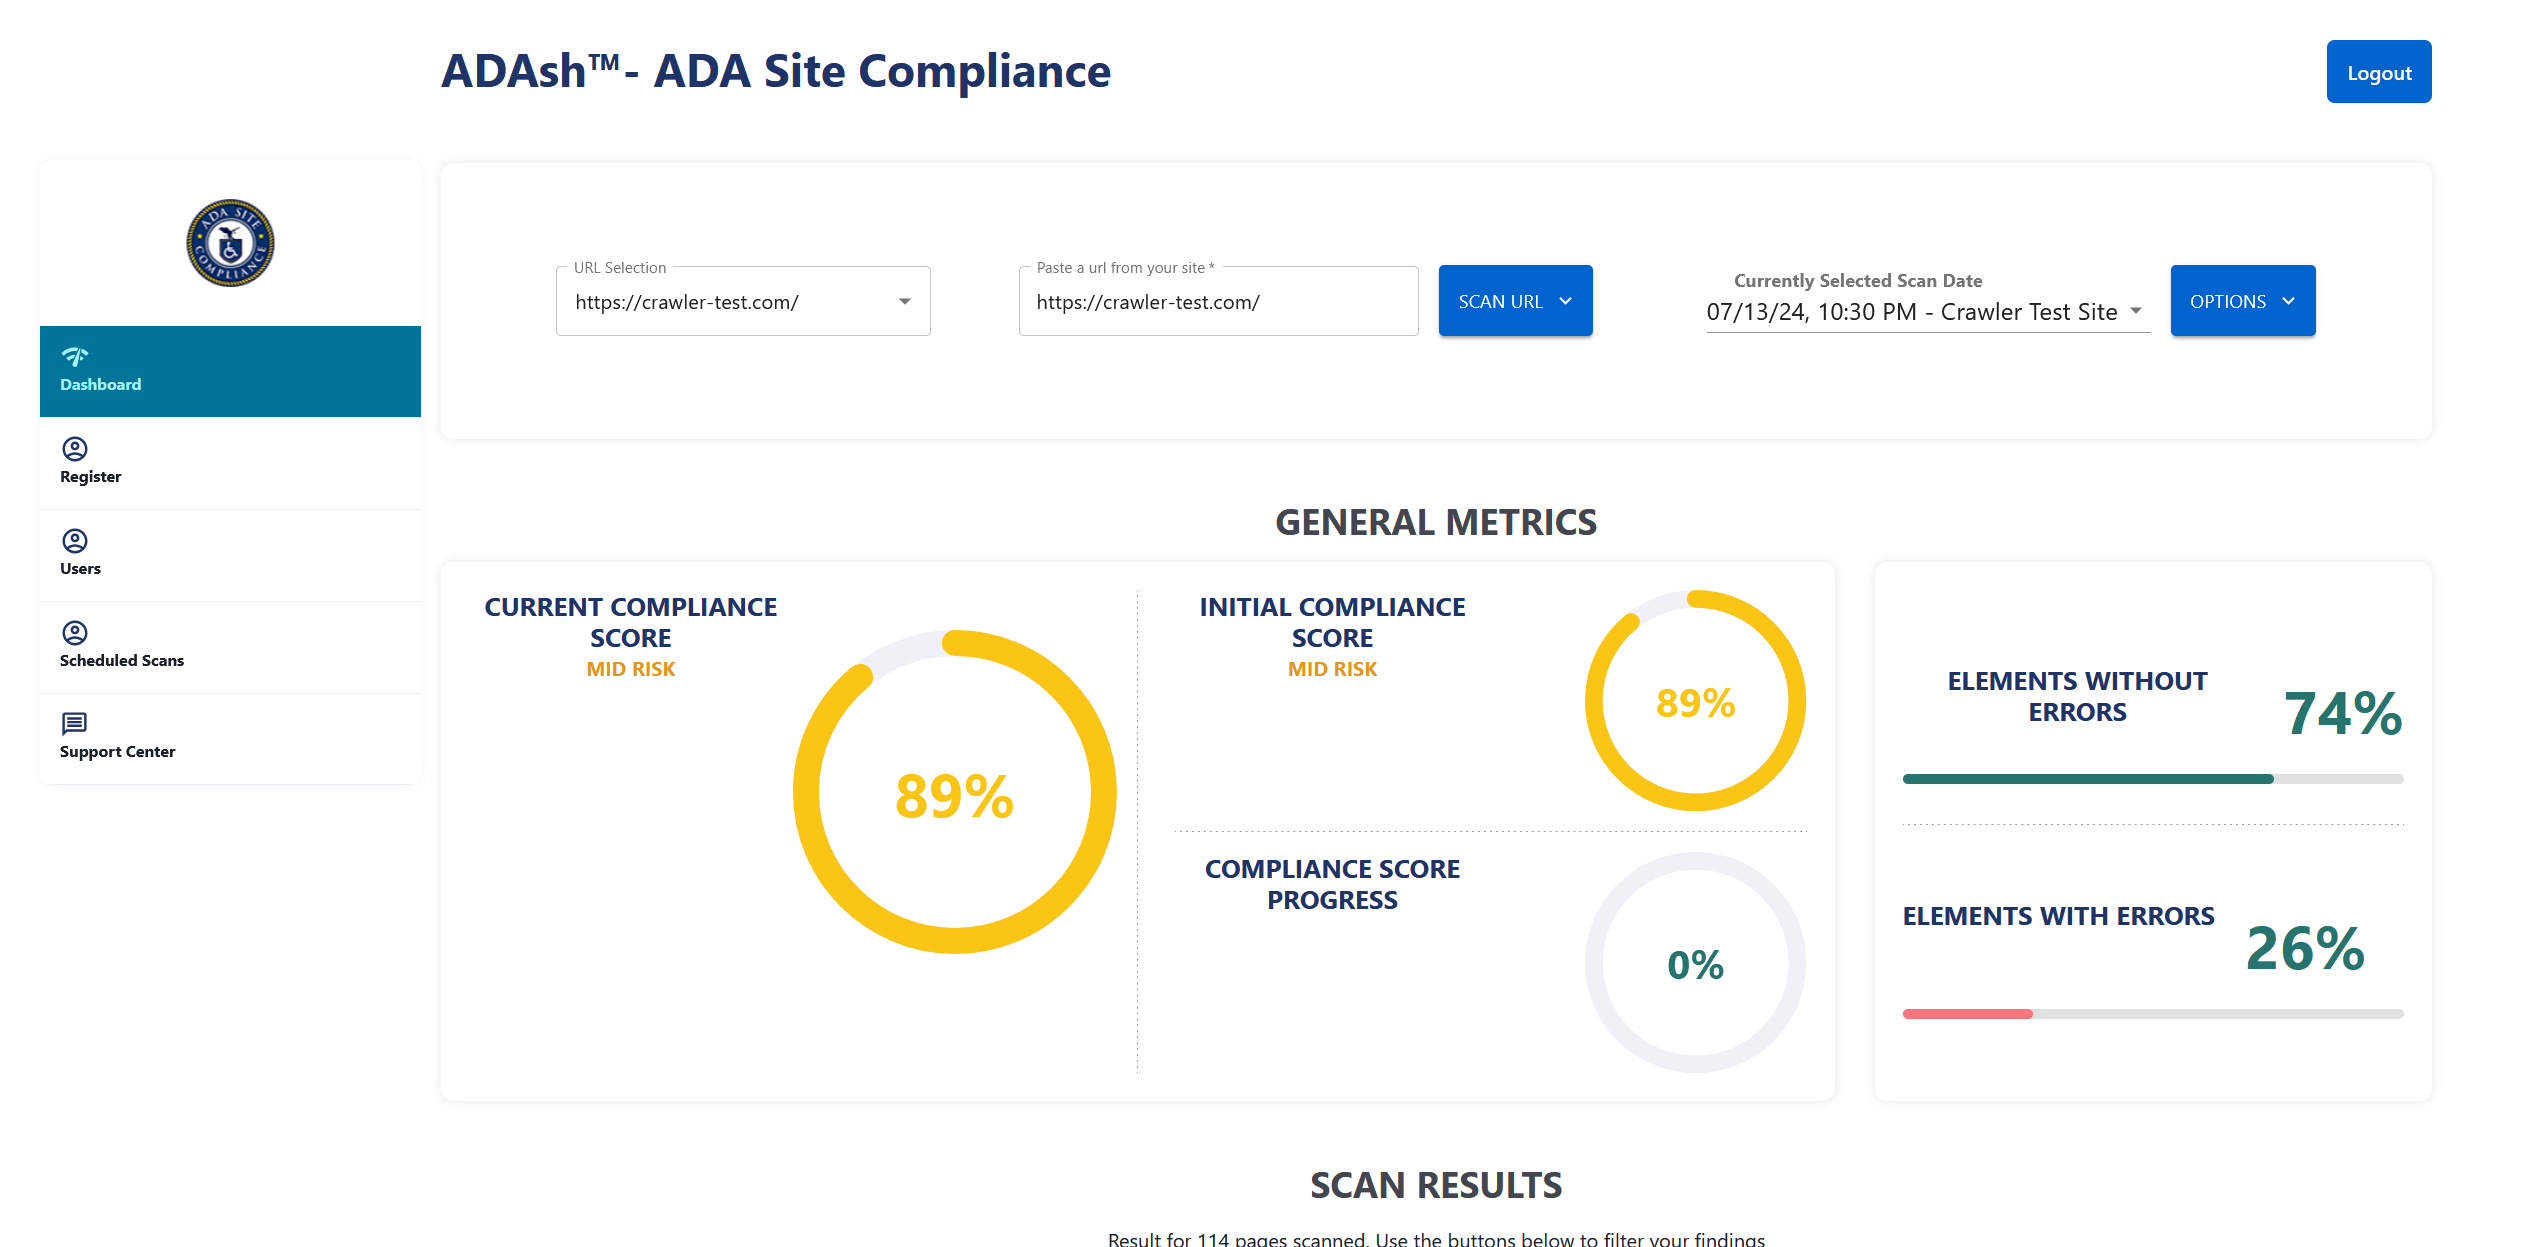 ADAsh™- ADA Site Compliance
Logout
ADA SITE COMPLIANCE
Dashboard
Register
Users
Scheduled Scans
Support Center
URL Selection
https://crawler-test.com/
Paste a url from your site *
https://crawler-test.com/
SCAN URL
Currently Selected Scan Date
07/13/24, 10:30 PM - Crawler Test Site
OPTIONS
GENERAL METRICS
CURRENT COMPLIANCE
SCORE
MID RISK
89%
INITIAL COMPLIANCE
SCORE
MID RISK
89%
COMPLIANCE SCORE
PROGRESS
0%
ELEMENTS WITHOUT
ERRORS
74%
ELEMENTS WITH ERRORS
26%
SCAN RESULTS
Result for 114 pages scanned. Use the buttons below to filter your findings